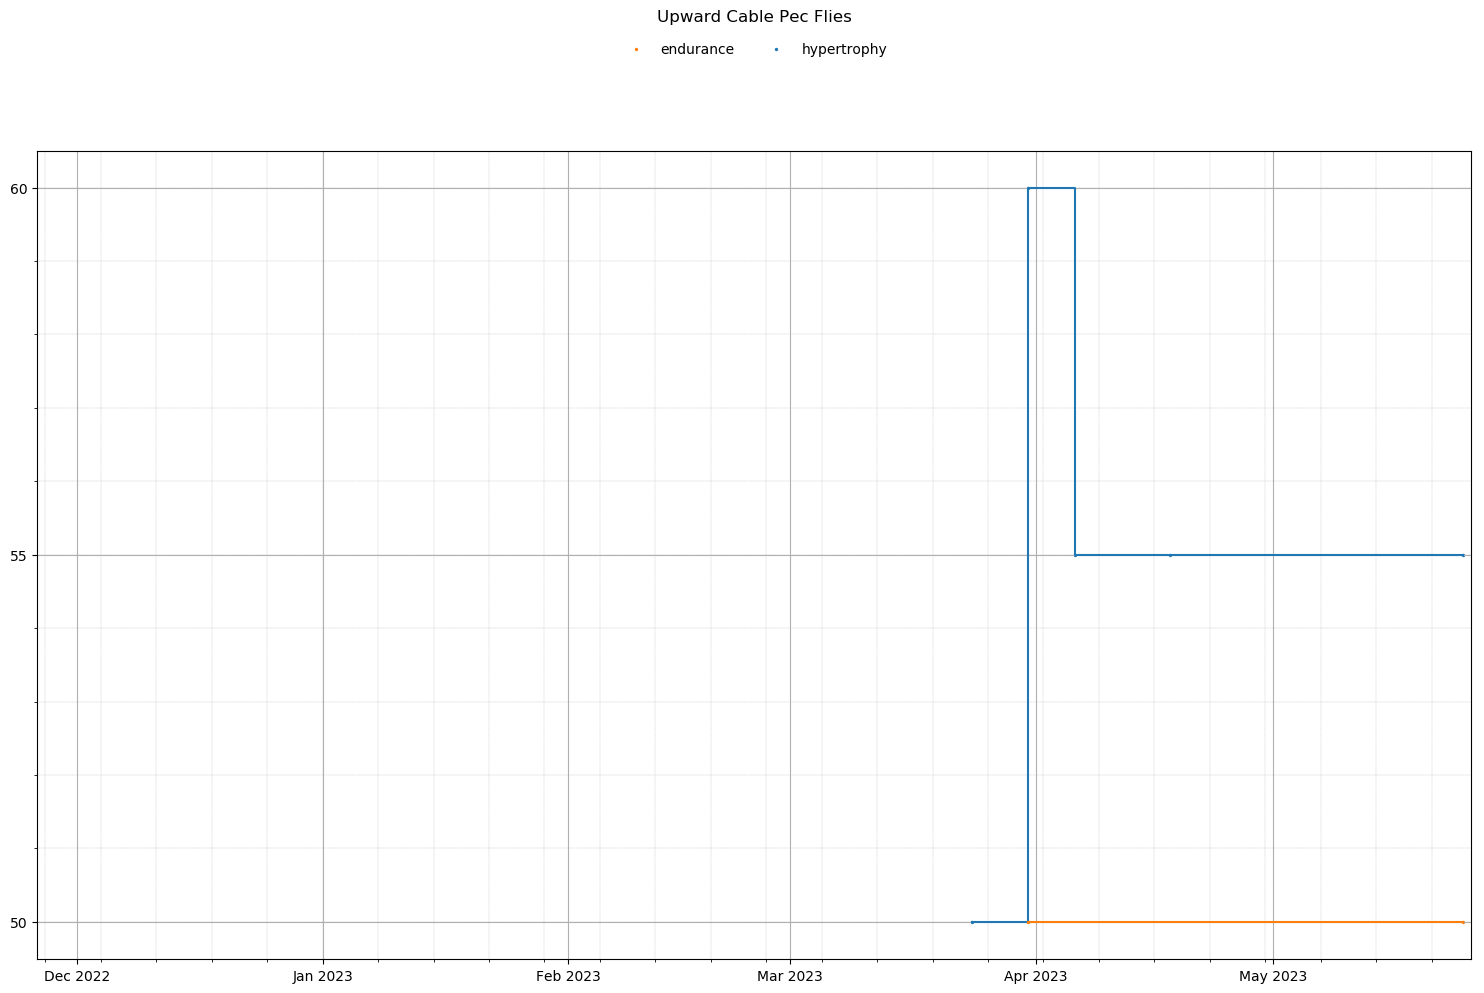 Upward Cable Pec Flies
endurance hypertrophy
60
55
50
Dec 2022 Jan 2023 Feb 2023 Mar 2023 Apr 2023 May 2023